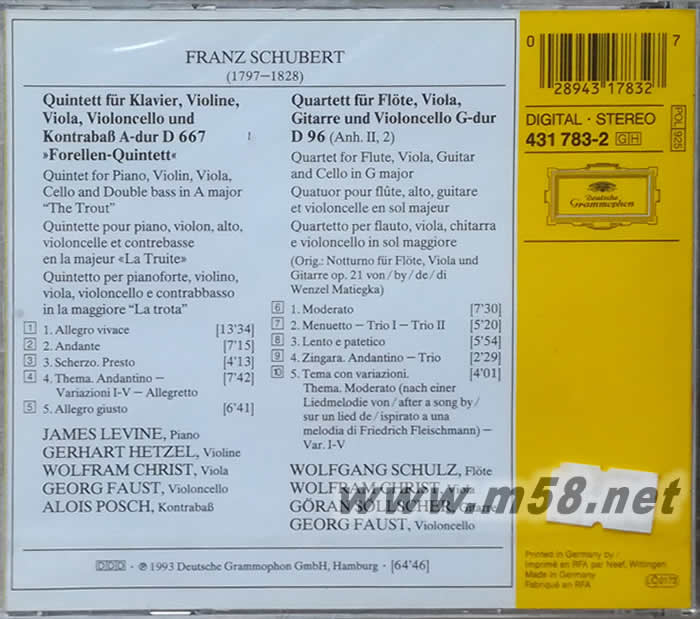 FRANZ SCHUBERT
(1797–1828)
Quintett für Klavier, Violine,
Viola, Violoncello und
Kontrabaß A-dur D 667
»Forellen-Quintett«
Quintet for Piano, Violin, Viola,
Cello and Double bass in A major
“The Trout”
Quintette pour piano, violon, alto,
violoncelle et contrebasse
en la majeur «La Truite»
Quintetto per pianoforte, violino,
viola, violoncello e contrabbasso
in la maggiore “La trota”
1 1. Allegro vivace [13'34]
2 2. Andante [7'15]
3 3. Scherzo. Presto [4'13]
4 4. Thema. Andantino – [7'42]
Variazioni I-V – Allegretto
5 5. Allegro giusto [6'41]
JAMES LEVINE, Piano
GERHART HETZEL, Violine
WOLFRAM CHRIST, Viola
GEORG FAUST, Violoncello
ALOIS POSCH, Kontrabaß
Quartett für Flöte, Viola,
Gitarre und Violoncello G-dur
D 96 (Anh. II, 2)
Quartet for Flute, Viola, Guitar
and Cello in G major
Quatuor pour flûte, alto, guitare
et violoncelle en sol majeur
Quartetto per flauto, viola, chitarra
e violoncello in sol maggiore
(Orig.: Notturno für Flöte, Viola und
Gitarre op. 21 von / by / de / di
Wenzel Matiegka)
6 1. Moderato [7'30]
7 2. Menuetto – Trio I – Trio II [5'20]
8 3. Lento e patetico [5'54]
9 4. Zingara. Andantino – Trio [2'29]
10 5. Tema con variazioni. [4'01]
Thema. Moderato (nach einer
Liedmelodie von / after a song by /
sur un lied de / ispirato a una
melodia di Friedrich Fleischmann) –
Var. I-V
WOLFGANG SCHULZ, Flöte
WOLFRAM CHRIST, Viola
GÖRAN SÖLLSCHER, Gitarre
GEORG FAUST, Violoncello
DDD · ℗ 1993 Deutsche Grammophon GmbH, Hamburg · [64'46]
0 28943 17832 7
DIGITAL · STEREO
431 783-2 GH
POL 925
Deutsche
Grammophon
www.m58.net
Printed in Germany by /
Imprimé en RFA par Neef, Wittingen
Made in Germany
Fabriqué en RFA
LC 0173